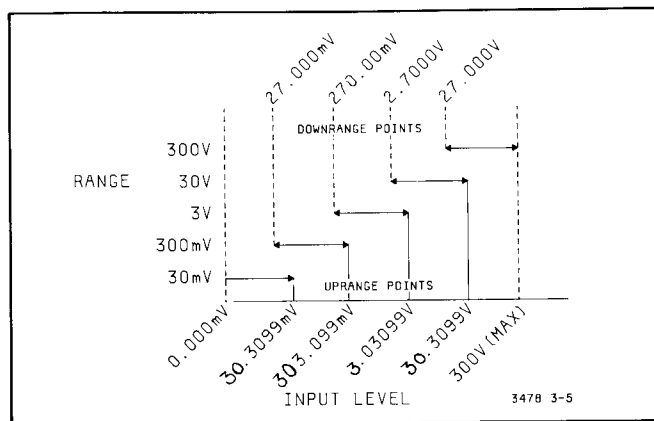 27.000mV
270.00mV
2.7000V
27.000V
DOWNRANGE POINTS
300V
RANGE
30V
3V
300mV
30mV
UPRANGE POINTS
0.000mV
30.3099mV
303.099mV
3.03099V
30.3099V
300V(MAX)
INPUT LEVEL
3478 3-5